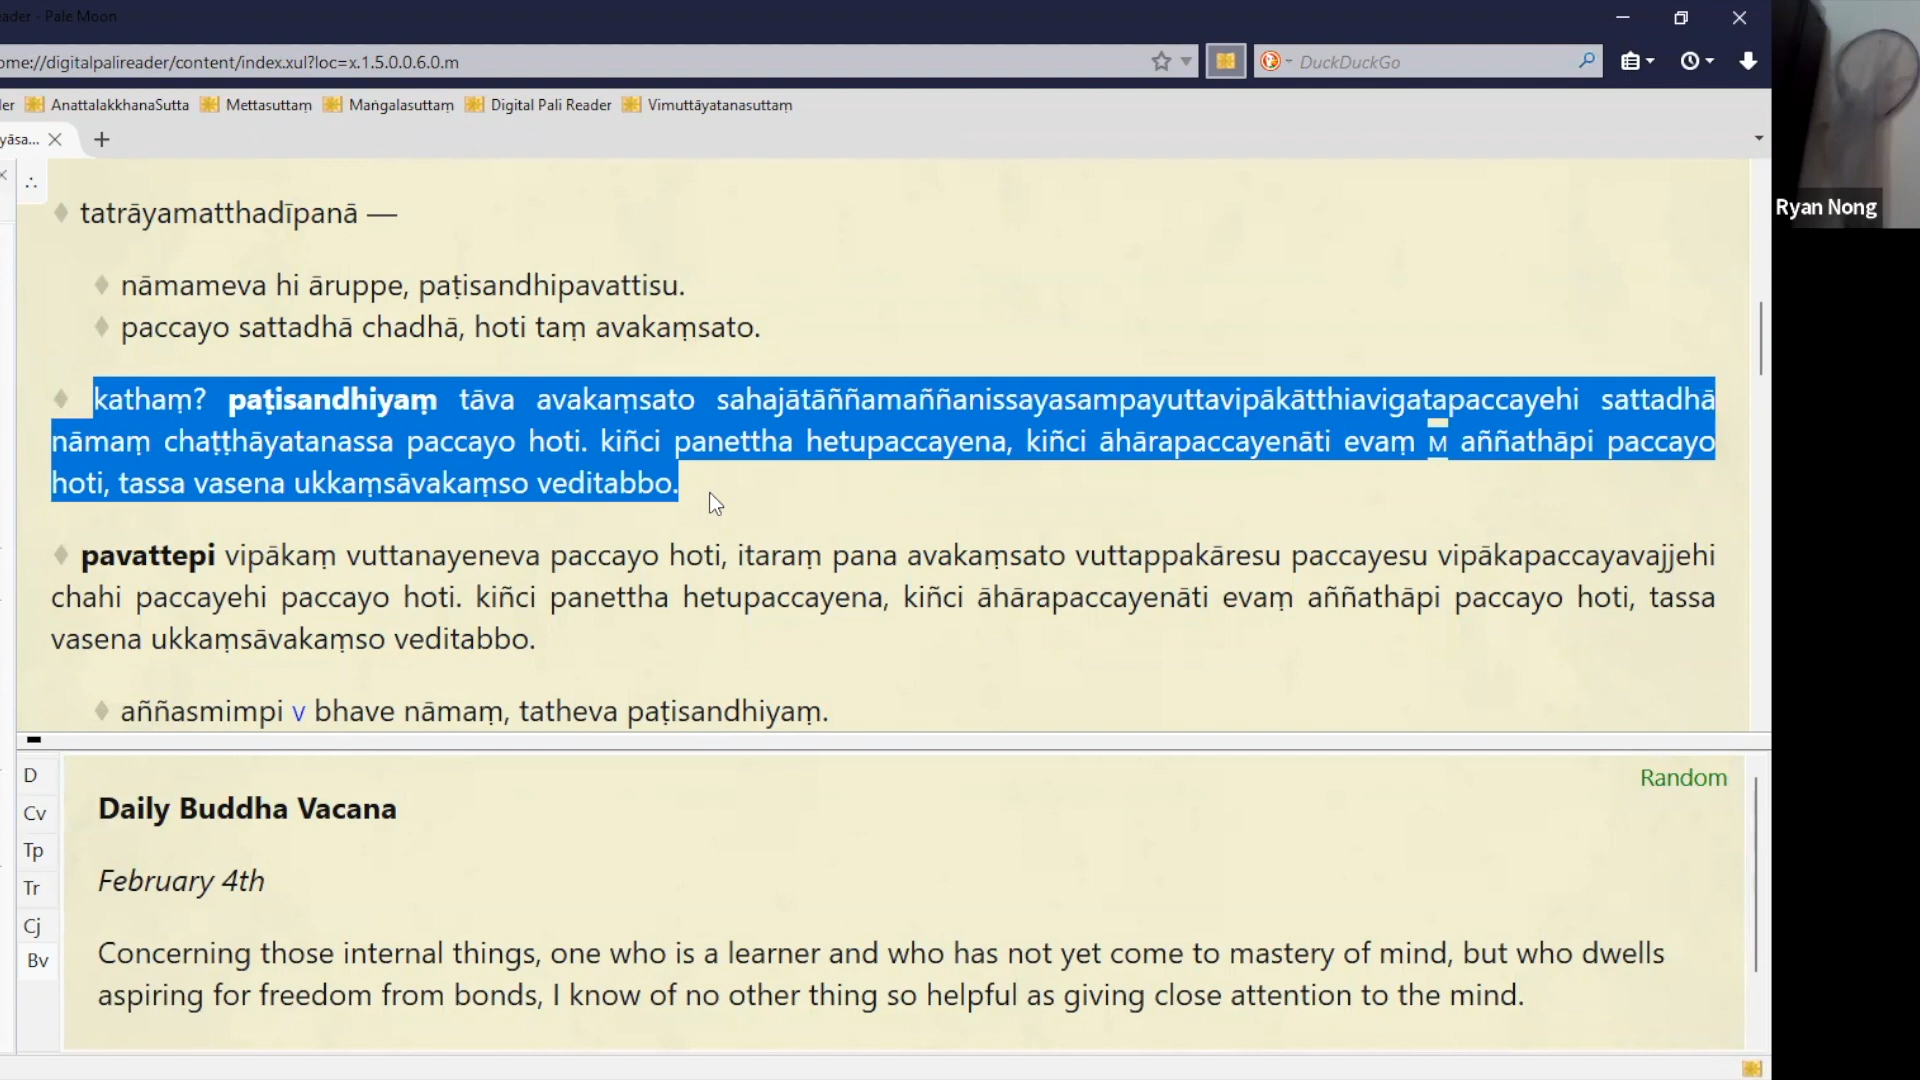 ader - Pale Moon
ome://digitalpalireader/content/index.xul?loc=x.1.5.0.0.6.0.m
DuckDuckGo
er AnattalakkhanaSutta Mettasuttaṃ Maṅgalasuttaṃ Digital Pali Reader Vimuttāyatanasuttaṃ
yāsa...
tatrāyamatthadīpanā —
nāmameva hi āruppe, paṭisandhipavattisu.
paccayo sattadhā chadhā, hoti taṃ avakaṃsato.
kathaṃ? paṭisandhiyaṃ tāva avakaṃsato sahajātāññamaññanissayasampayuttavipākātthiavigatapaccayehi sattadhā
nāmaṃ chaṭṭhāyatanassa paccayo hoti. kiñci panettha hetupaccayena, kiñci āhārapaccayenāti evaṃ M aññathāpi paccayo
hoti, tassa vasena ukkaṃsāvakaṃso veditabbo.
pavattepi vipākaṃ vuttanayeneva paccayo hoti, itaraṃ pana avakaṃsato vuttappakāresu paccayesu vipākapaccayavajjehi
chahi paccayehi paccayo hoti. kiñci panettha hetupaccayena, kiñci āhārapaccayenāti evaṃ aññathāpi paccayo hoti, tassa
vasena ukkaṃsāvakaṃso veditabbo.
aññasmimpi v bhave nāmaṃ, tatheva paṭisandhiyaṃ.
Ryan Nong
D
Cv
Tp
Tr
Cj
Bv
Random
Daily Buddha Vacana
February 4th
Concerning those internal things, one who is a learner and who has not yet come to mastery of mind, but who dwells
aspiring for freedom from bonds, I know of no other thing so helpful as giving close attention to the mind.